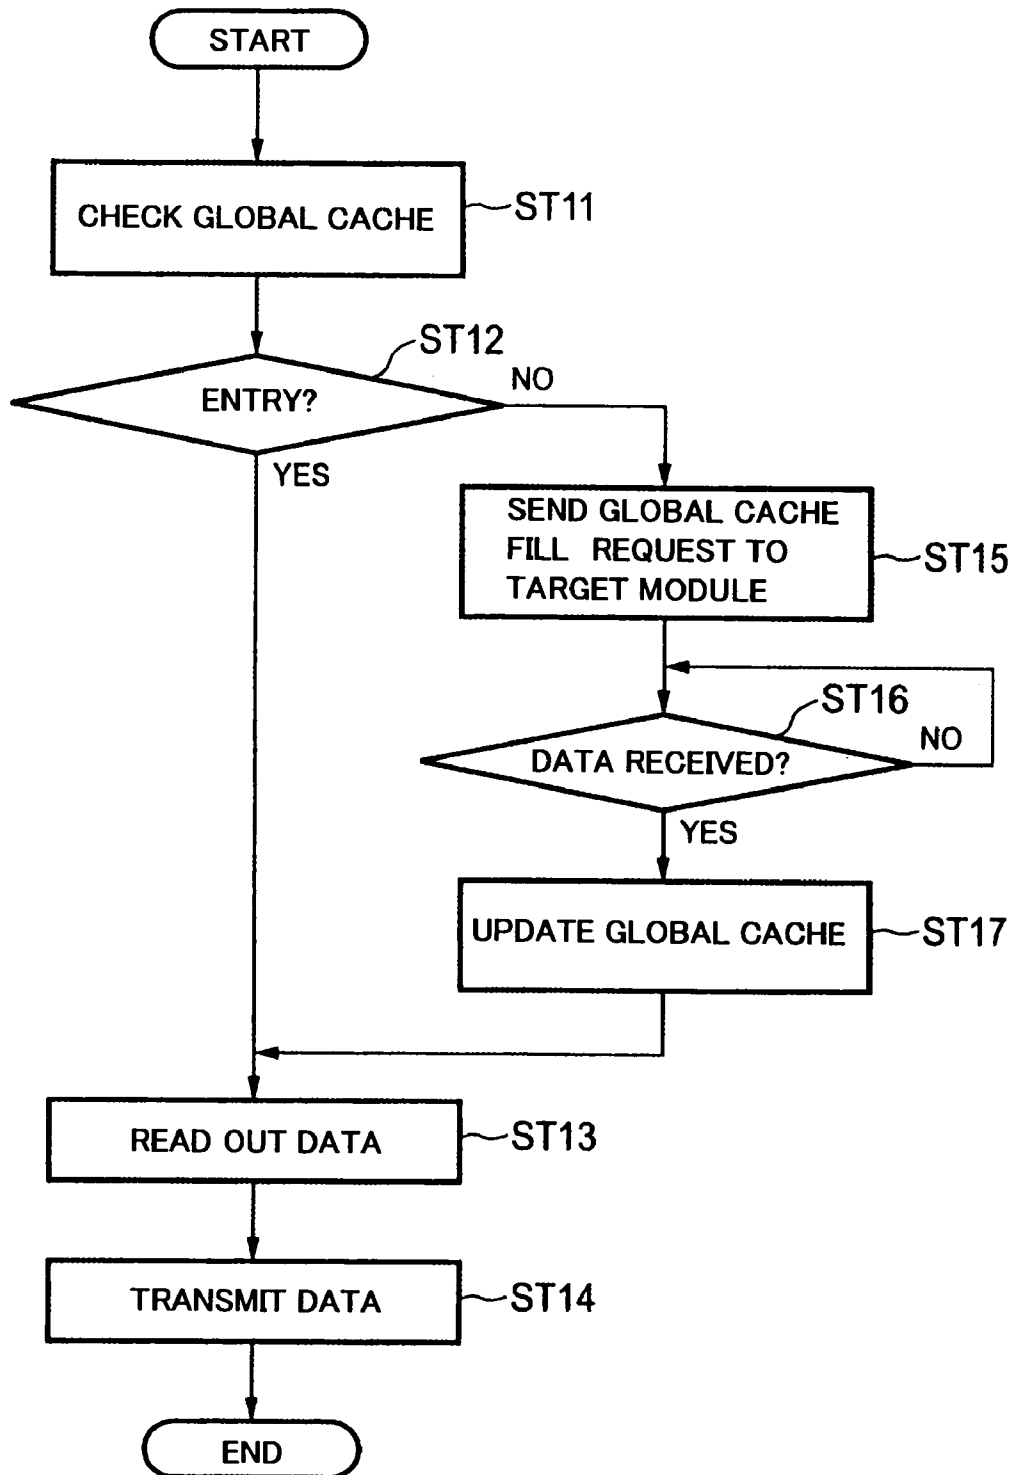 START
CHECK GLOBAL CACHE
ST11
ST12
ENTRY?
NO
YES
SEND GLOBAL CACHE
FILL REQUEST TO
TARGET MODULE
ST15
ST16
DATA RECEIVED?
NO
YES
UPDATE GLOBAL CACHE
ST17
READ OUT DATA
ST13
TRANSMIT DATA
ST14
END